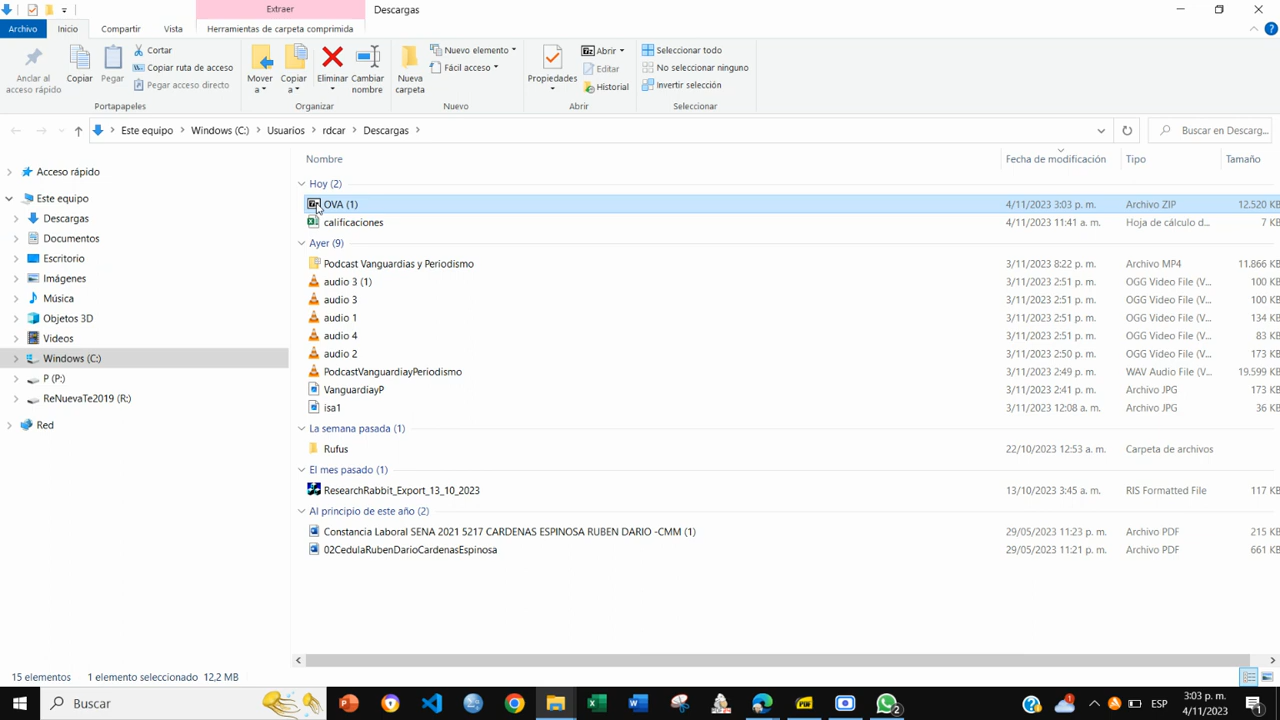 Extraer
Descargas
Archivo
Inicio
Compartir
Vista
Herramientas de carpeta comprimida
Anclar al acceso rápido
Copiar
Pegar
Cortar
Copiar ruta de acceso
Pegar acceso directo
Portapapeles
Mover a
Copiar a
Eliminar
Cambiar nombre
Organizar
Nueva carpeta
Nuevo elemento
Fácil acceso
Nuevo
Propiedades
Abrir
Editar
Historial
Abrir
Seleccionar todo
No seleccionar ninguno
Invertir selección
Seleccionar
Este equipo
Windows (C:)
Usuarios
rdcar
Descargas
Buscar en Descarg...
Acceso rápido
Este equipo
Descargas
Documentos
Escritorio
Imágenes
Música
Objetos 3D
Videos
Windows (C:)
P (P:)
ReNuevaTe2019 (R:)
Red
Nombre Fecha de modificación Tipo Tamaño
Hoy (2)
OVA (1) 4/11/2023 3:03 p. m. Archivo ZIP 12.520 KB
calificaciones 4/11/2023 11:41 a. m. Hoja de cálculo d... 7 KB
Ayer (9)
Podcast Vanguardias y Periodismo 3/11/2023 8:22 p. m. Archivo MP4 11.866 KB
audio 3 (1) 3/11/2023 2:51 p. m. OGG Video File (V... 100 KB
audio 3 3/11/2023 2:51 p. m. OGG Video File (V... 100 KB
audio 1 3/11/2023 2:51 p. m. OGG Video File (V... 134 KB
audio 4 3/11/2023 2:51 p. m. OGG Video File (V... 83 KB
audio 2 3/11/2023 2:50 p. m. OGG Video File (V... 173 KB
PodcastVanguardiayPeriodismo 3/11/2023 2:49 p. m. WAV Audio File (V... 19.599 KB
VanguardiayP 3/11/2023 2:41 p. m. Archivo JPG 173 KB
isa1 3/11/2023 12:08 a. m. Archivo JPG 36 KB
La semana pasada (1)
Rufus 22/10/2023 12:53 a. m. Carpeta de archivos
El mes pasado (1)
ResearchRabbit_Export_13_10_2023 13/10/2023 3:45 a. m. RIS Formatted File 117 KB
Al principio de este año (2)
Constancia Laboral SENA 2021 5217 CARDENAS ESPINOSA RUBEN DARIO -CMM (1) 29/05/2023 11:23 p. m. Archivo PDF 215 KB
02CedulaRubenDarioCardenasEspinosa 29/05/2023 11:21 p. m. Archivo PDF 661 KB
15 elementos 1 elemento seleccionado 12,2 MB
Buscar
2
ESP
3:03 p. m.
4/11/2023
1